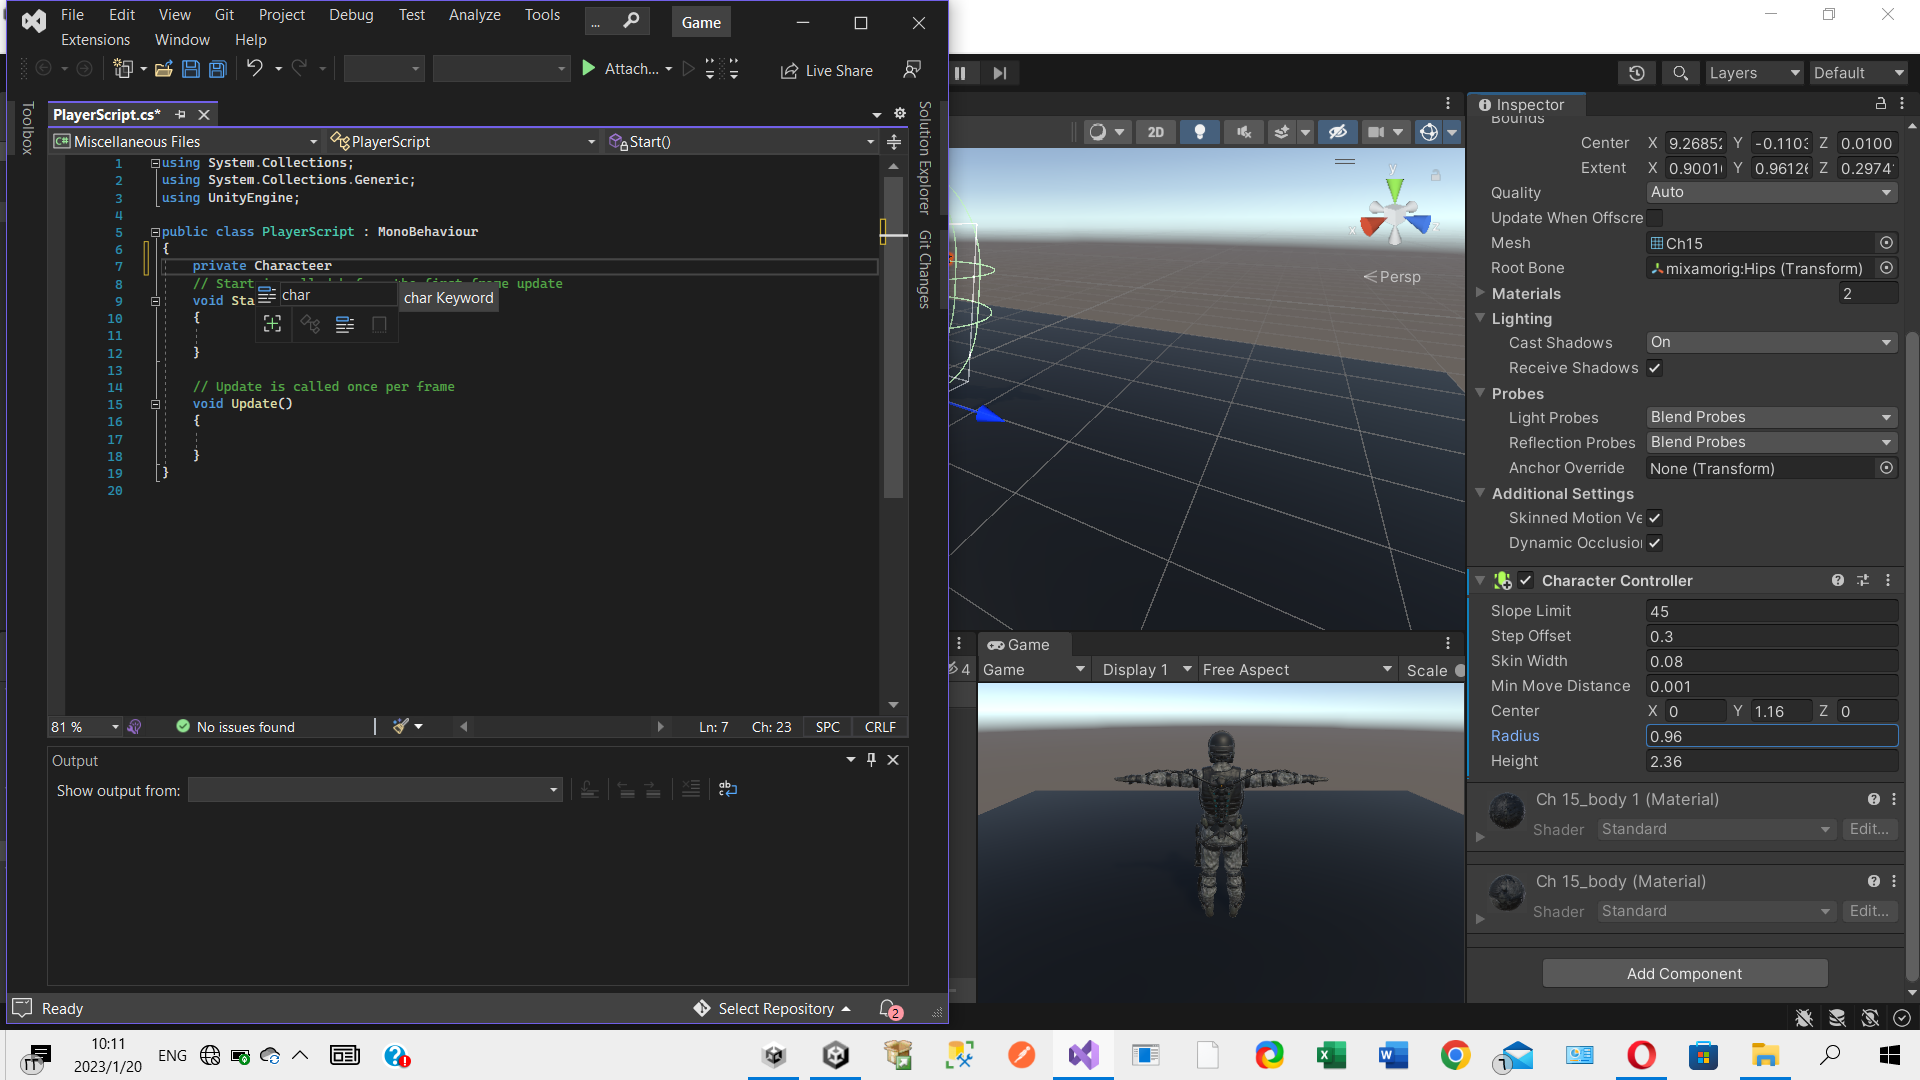 File Edit View Git Project Debug Test Analyze Tools ... Game
Extensions Window Help
Attach... Live Share
Toolbox
PlayerScript.cs*
Solution Explorer
Git Changes
Miscellaneous Files PlayerScript Start()
1 using System.Collections;
2 using System.Collections.Generic;
3 using UnityEngine;
4
5 public class PlayerScript : MonoBehaviour
6 {
7 private Characteer
8 // Start
me update
9 void Sta
char
char Keyword
10 {
11
12 }
13
14 // Update is called once per frame
15 void Update()
16 {
17
18 }
19 }
20
81 % No issues found Ln: 7 Ch: 23 SPC CRLF
Output
Show output from:
Ready Select Repository 2
Layers Default
2D
y
x
z
Persp
4
Game
Game Display 1 Free Aspect Scale
Inspector
Bounds
Center X 9.26852 Y -0.1103 Z 0.0100
Extent X 0.9001 Y 0.96126 Z 0.2974
Quality Auto
Update When Offscre
Mesh Ch15
Root Bone mixamorig:Hips (Transform)
Materials 2
Lighting
Cast Shadows On
Receive Shadows
Probes
Light Probes Blend Probes
Reflection Probes Blend Probes
Anchor Override None (Transform)
Additional Settings
Skinned Motion Ve
Dynamic Occlusio
Character Controller
Slope Limit 45
Step Offset 0.3
Skin Width 0.08
Min Move Distance 0.001
Center X 0 Y 1.16 Z 0
Radius 0.96
Height 2.36
Ch 15_body 1 (Material)
Shader Standard Edit...
Ch 15_body (Material)
Shader Standard Edit...
Add Component
10:11
2023/1/20
ENG